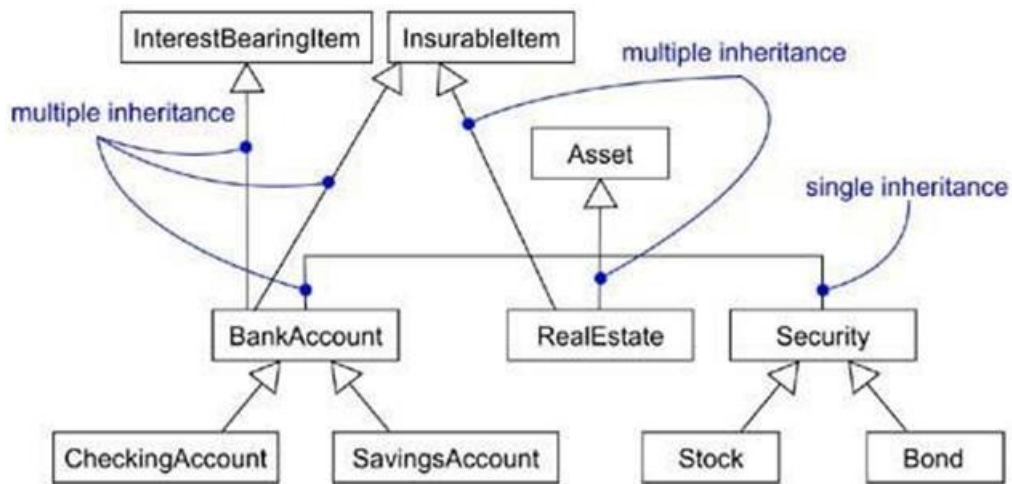 InterestBearingItem
InsurableItem
multiple inheritance
multiple inheritance
Asset
single inheritance
BankAccount
RealEstate
Security
CheckingAccount
SavingsAccount
Stock
Bond